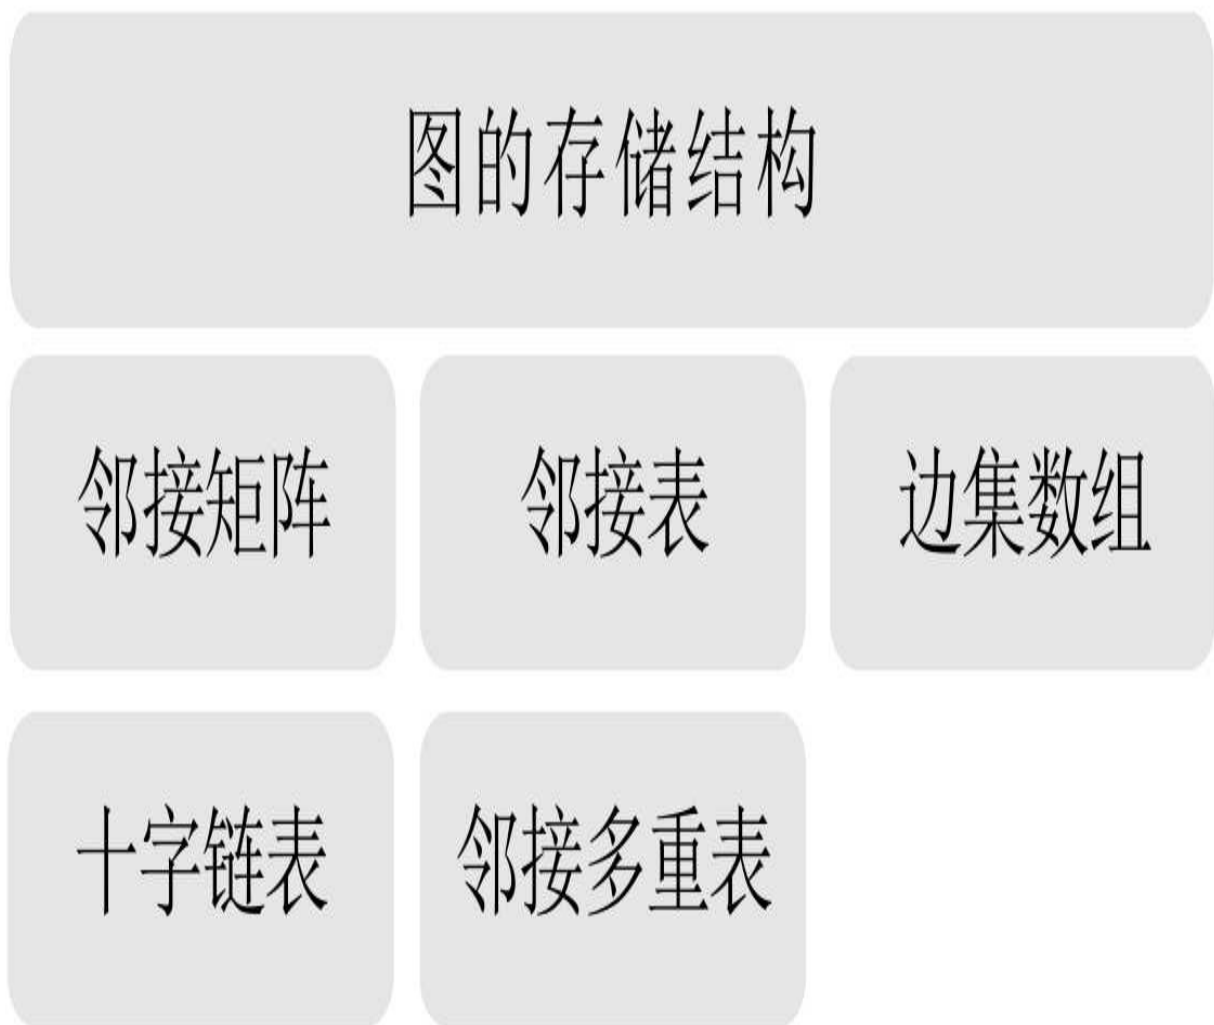 图的存储结构
邻接矩阵
邻接表
边集数组
十字链表
邻接多重表